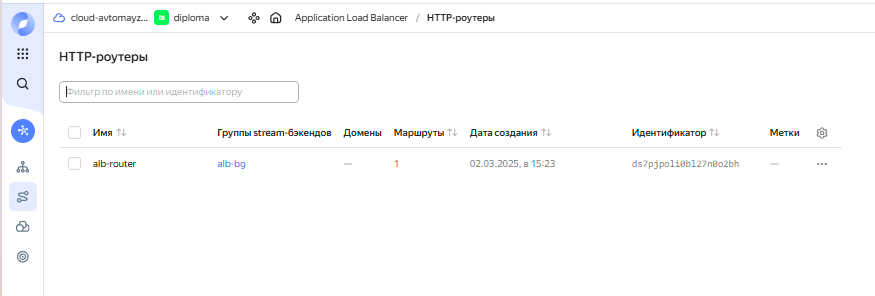 cloud-avtomayz... diploma Application Load Balancer / HTTP-роутеры
HTTP-роутеры
Фильтр по имени или идентификатору
Имя Группы stream-бэкендов Домены Маршруты Дата создания Идентификатор Метки
alb-router alb-bg — 1 02.03.2025, в 15:23 ds7pjpoli0bl27n0o2bh —